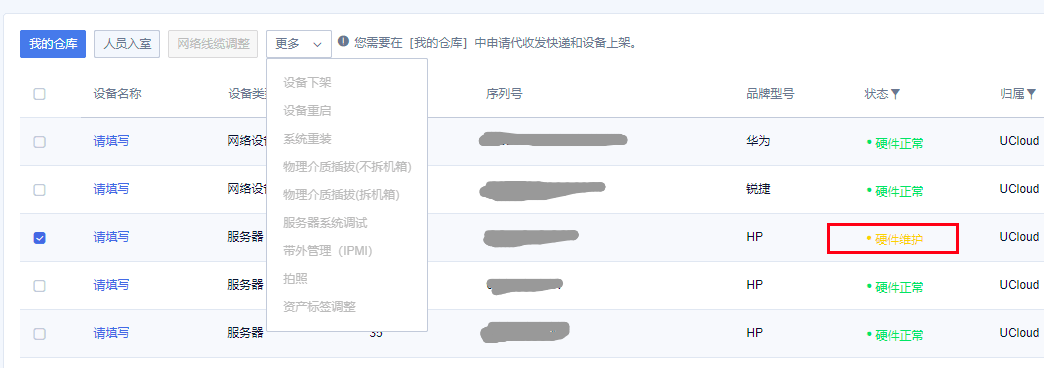 我的仓库 人员入室 网络线缆调整 更多 您需要在［我的仓库］中申请代收发快递和设备上架。
设备名称 设备类 序列号 品牌型号 状态 归属
请填写 网络设 华为 硬件正常 UCloud
请填写 网络设 锐捷 硬件正常 UCloud
请填写 服务器 HP 硬件维护 UCloud
请填写 服务器 HP 硬件正常 UCloud
请填写 服务器 35 HP 硬件正常 UCloud
设备下架
设备重启
系统重装
物理介质插拔(不拆机箱)
物理介质插拔(拆机箱)
服务器系统调试
带外管理（IPMI）
拍照
资产标签调整